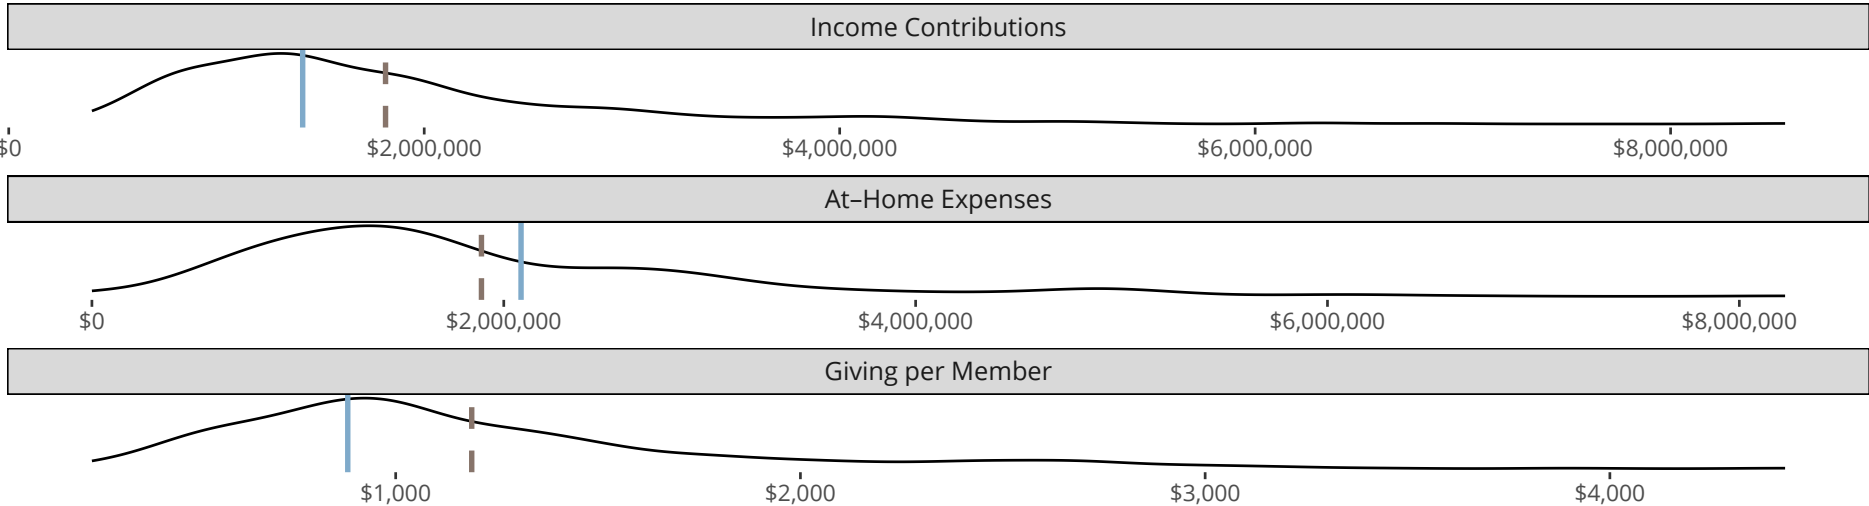 Income Contributions
$0 $2,000,000 $4,000,000 $6,000,000 $8,000,000
At–Home Expenses
$0 $2,000,000 $4,000,000 $6,000,000 $8,000,000
Giving per Member
$1,000 $2,000 $3,000 $4,000